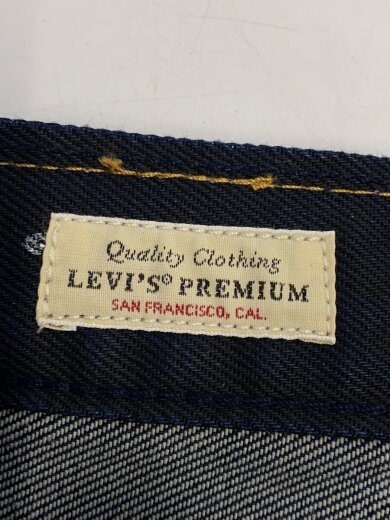 Quality Clothing
LEVI'S® PREMIUM
SAN FRANCISCO, CAL.